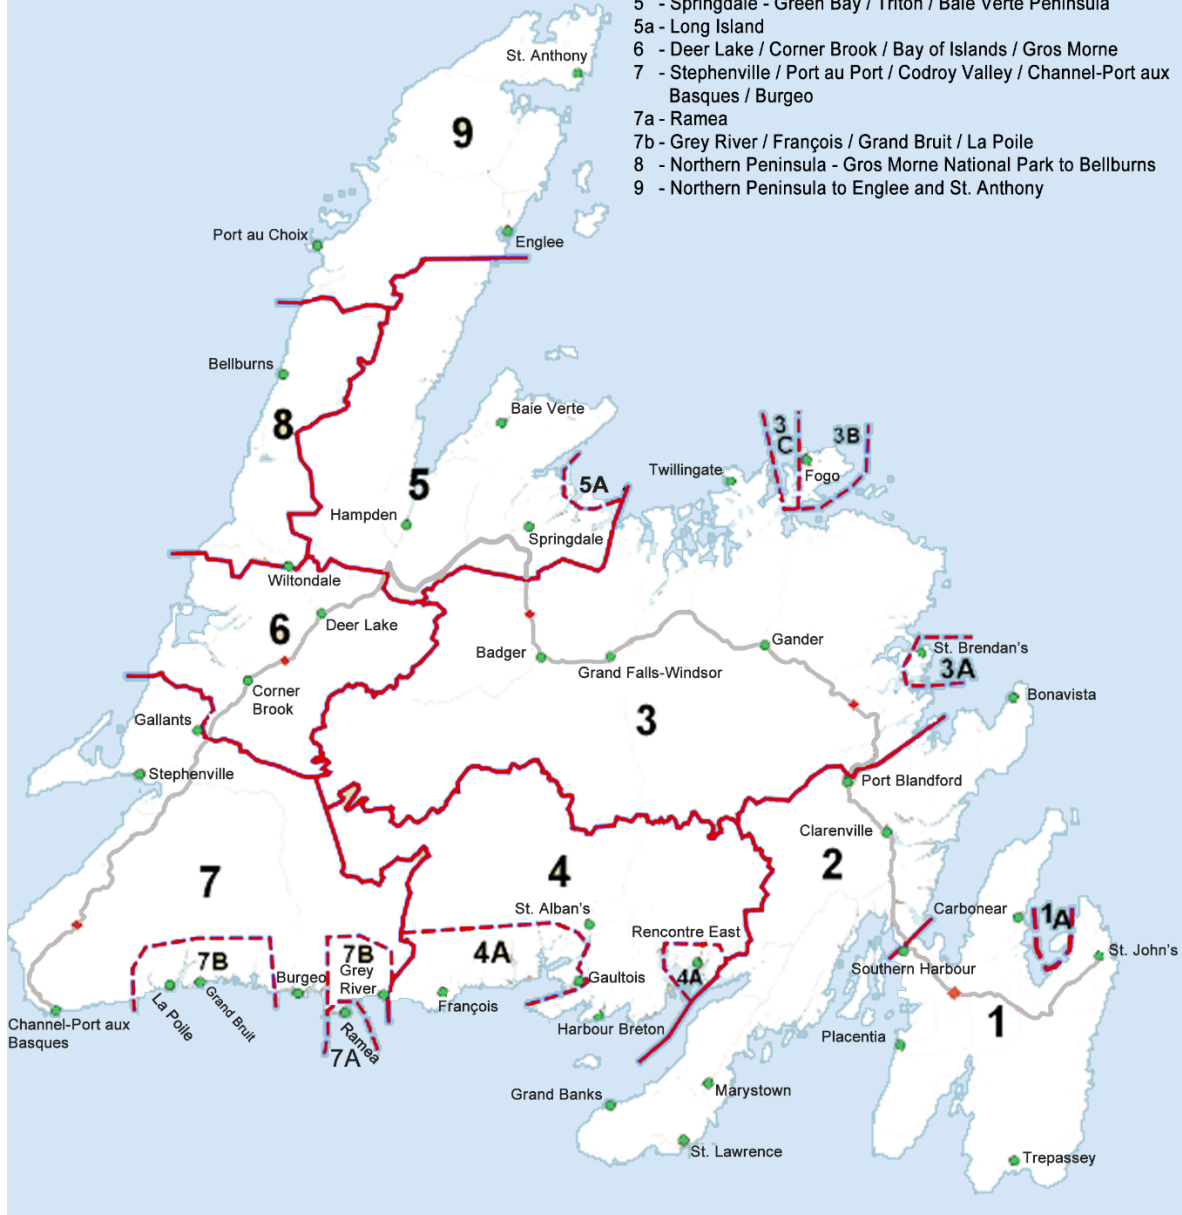 5 - Springdale - Green Bay / Triton / Baie Verte Peninsula
5a - Long Island
6 - Deer Lake / Corner Brook / Bay of Islands / Gros Morne
7 - Stephenville / Port au Port / Codroy Valley / Channel-Port aux
Basques / Burgeo
7a - Ramea
7b - Grey River / François / Grand Bruit / La Poile
8 - Northern Peninsula - Gros Morne National Park to Bellburns
9 - Northern Peninsula to Englee and St. Anthony
St. Anthony
9
Port au Choix
Englee
Bellburns
8
Baie Verte
3
C
3B
Twillingate
Fogo
5
5A
Hampden
Springdale
Wiltondale
6
Deer Lake
Badger
Grand Falls-Windsor
Gander
St. Brendan's
3A
Corner
Brook
Bonavista
Gallants
3
Stephenville
Port Blandford
Clarenville
2
7
4
St. Alban's
Carbonear
1A
Rencontre East
St. John's
7B
7B
4A
4A
Southern Harbour
Grey
River
Burgeo
Gaultois
La Poile
Grand Bruit
François
Channel-Port aux
Basques
Ramea
7A
Harbour Breton
1
Placentia
Grand Banks
Marystown
St. Lawrence
Trepassey